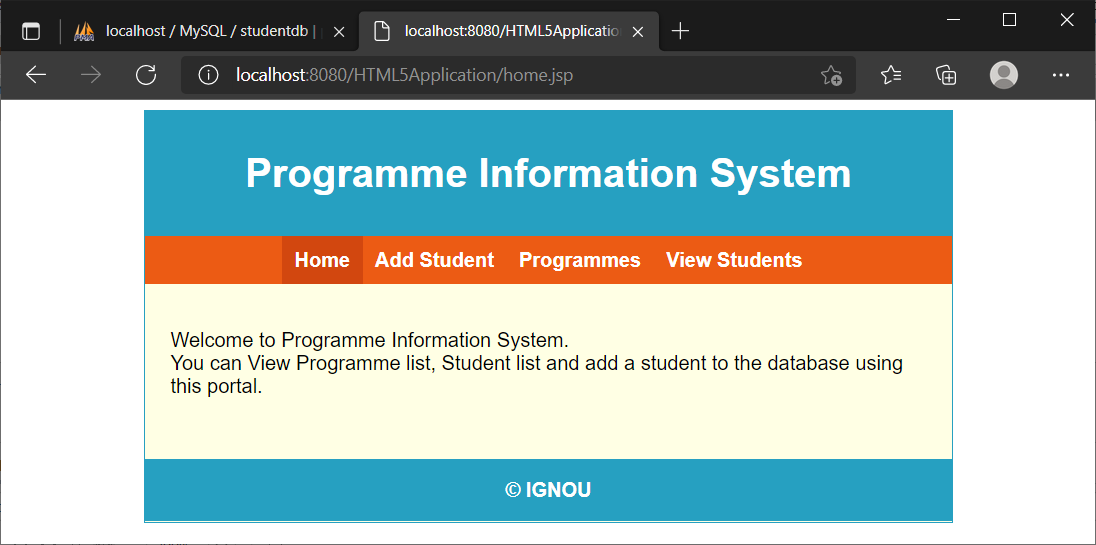 localhost / MySQL / studentdb |
localhost:8080/HTML5Applicatio
localhost:8080/HTML5Application/home.jsp
Programme Information System
Home Add Student Programmes View Students
Welcome to Programme Information System.
You can View Programme list, Student list and add a student to the database using
this portal.
© IGNOU